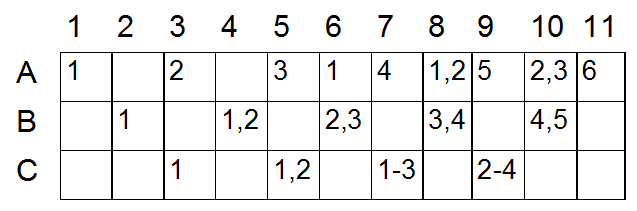 1 2 3 4 5 6 7 8 9 10 11
A 1 2 3 1 4 1,2 5 2,3 6
B 1 1,2 2,3 3,4 4,5
C 1 1,2 1-3 2-4